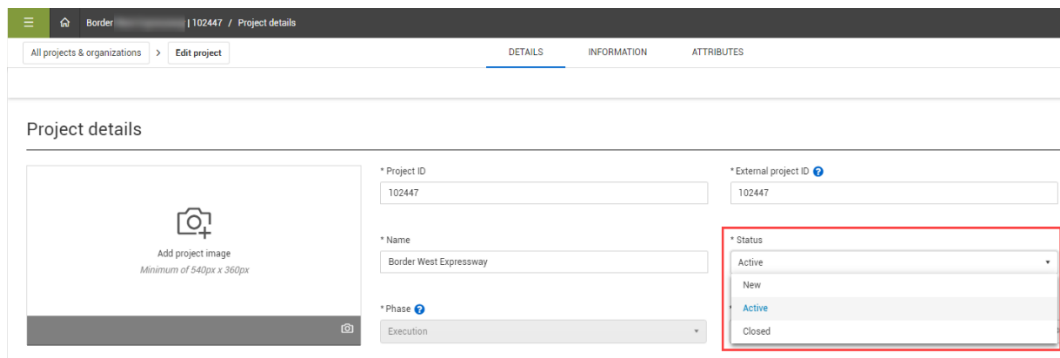 Border | 102447 / Project details
All projects & organizations > Edit project DETAILS INFORMATION ATTRIBUTES
Project details
* Project ID * External project ID ?
102447 102447
Add project image
Minimum of 540px x 360px
* Name * Status
Border West Expressway Active
New
* Phase ? Active
Execution Closed